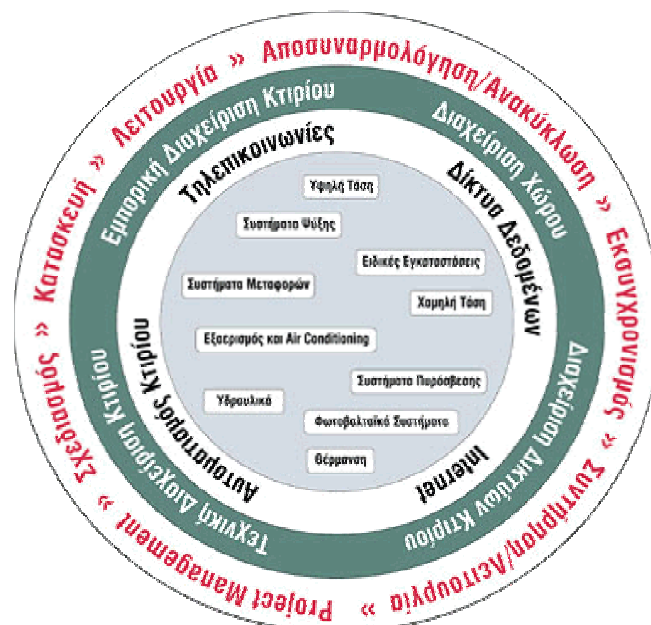 Project Management » Σχεδιασμός » Κατασκευή » Λειτουργία » Αποσυναρμολόγηση/Ανακύκλωση » Εκσυγχρονισμός » Συντήρηση/Λειτουργία »
Εμπορική Διαχείριση Κτιρίου
Διαχείριση Χώρου
Διαχείριση Δικτύων Κτιρίου
Τεχνική Διαχείριση Κτιρίου
Τηλεπικοινωνίες
Δίκτυα Δεδομένων
Internet
Αυτοματισμός Κτιρίου
Υψηλή Τάση
Συστήματα Ψύξης
Ειδικές Εγκαταστάσεις
Συστήματα Μεταφορών
Χαμηλή Τάση
Εξαερισμός και Air Conditioning
Συστήματα Πυρόσβεσης
Υδραυλικά
Φωτοβολταϊκά Συστήματα
Θέρμανση